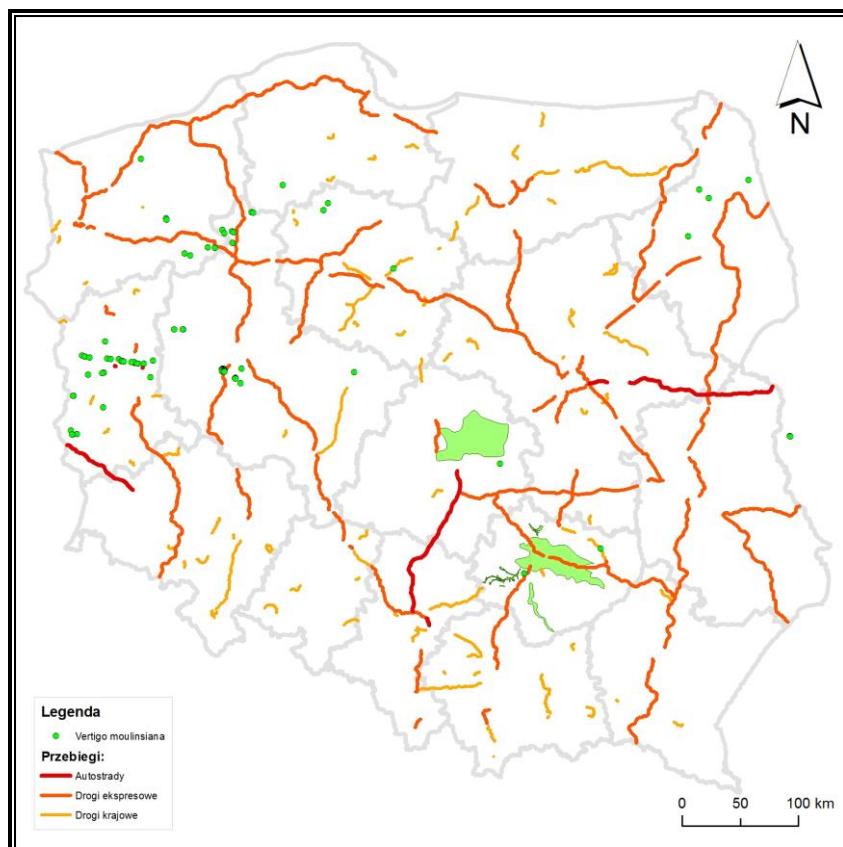 N
Legenda
Vertigo moulinsiana
Przebiegi:
Autostrady
Drogi ekspresowe
Drogi krajowe
0 50 100 km